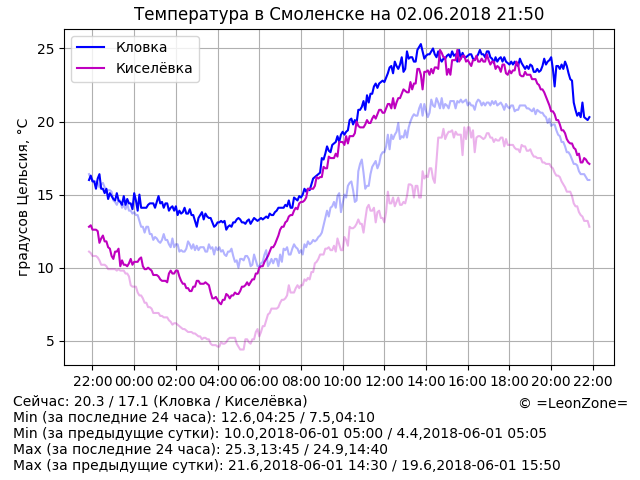 Температура в Смоленске на 02.06.2018 21:50
Кловка
Киселёвка
градусов Цельсия, °C
25
20
15
10
5
22:00 00:00 02:00 04:00 06:00 08:00 10:00 12:00 14:00 16:00 18:00 20:00 22:00
Сейчас: 20.3 / 17.1 (Кловка / Киселёвка)
© =LeonZone=
Min (за последние 24 часа): 12.6,04:25 / 7.5,04:10
Min (за предыдущие сутки): 10.0,2018-06-01 05:00 / 4.4,2018-06-01 05:05
Max (за последние 24 часа): 25.3,13:45 / 24.9,14:40
Max (за предыдущие сутки): 21.6,2018-06-01 14:30 / 19.6,2018-06-01 15:50